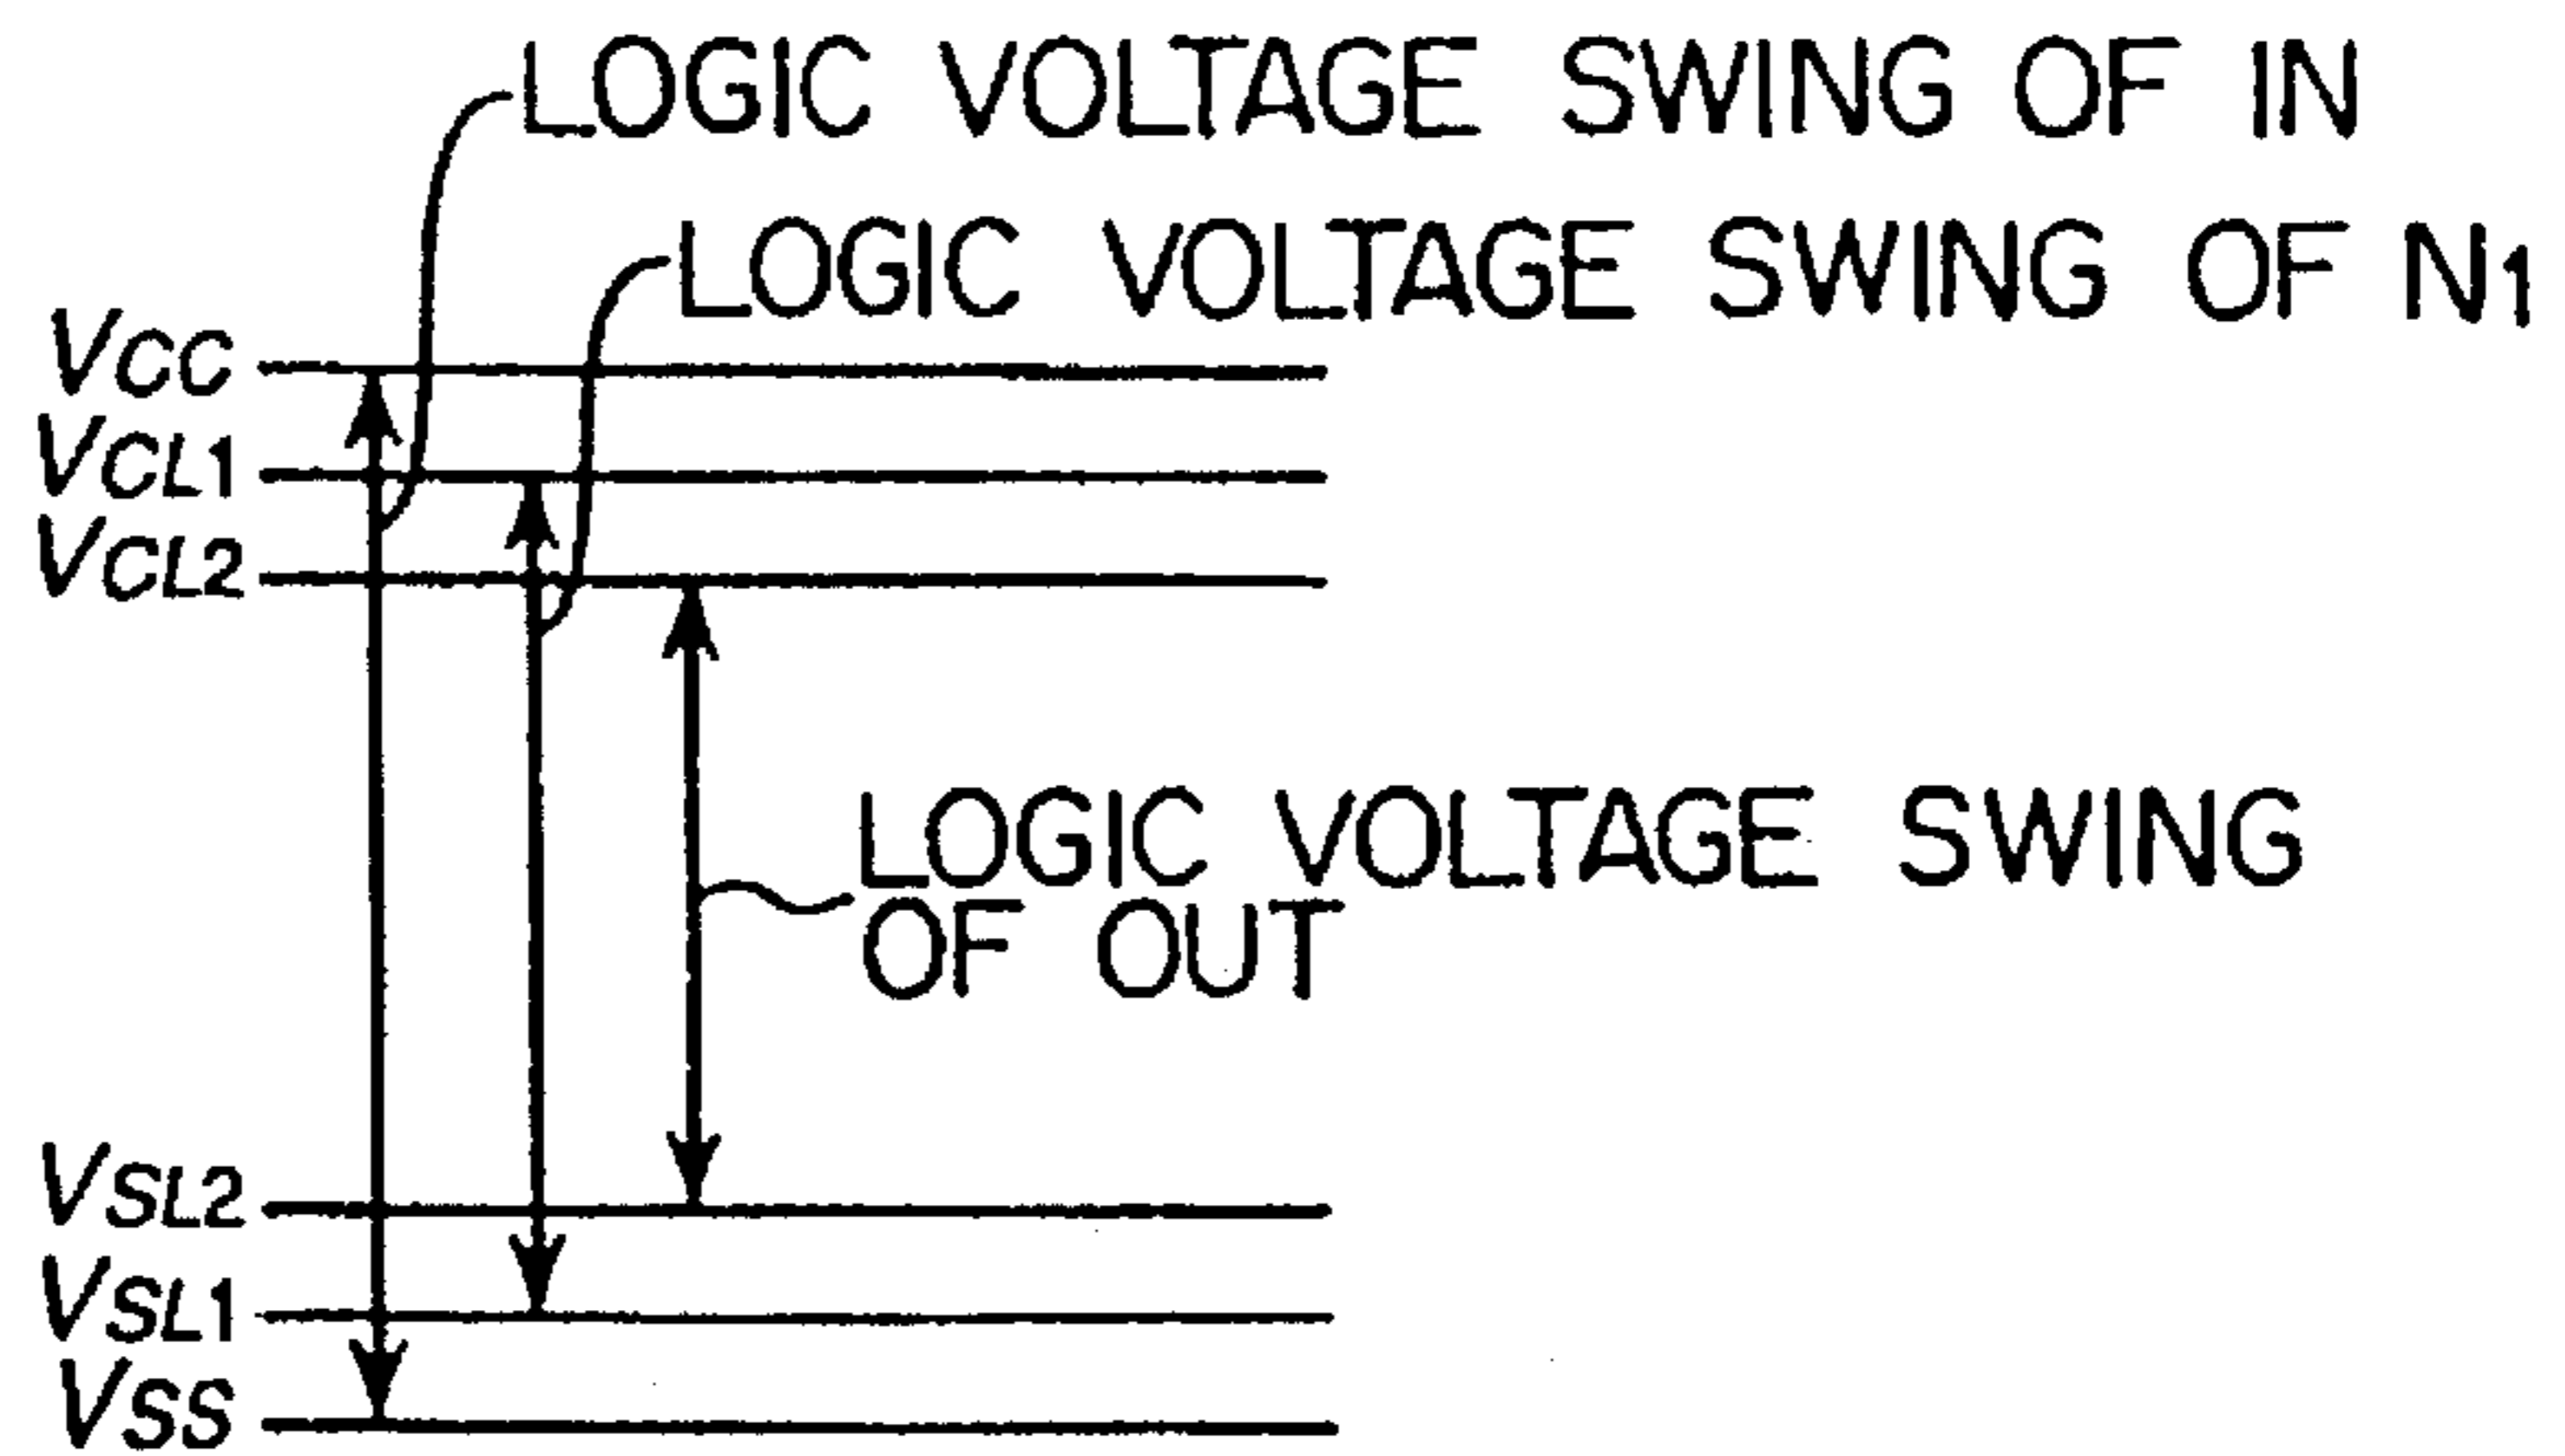 LOGIC VOLTAGE SWING OF IN
LOGIC VOLTAGE SWING OF N1
VCC
VCL1
VCL2
LOGIC VOLTAGE SWING
OF OUT
VSL2
VSL1
VSS